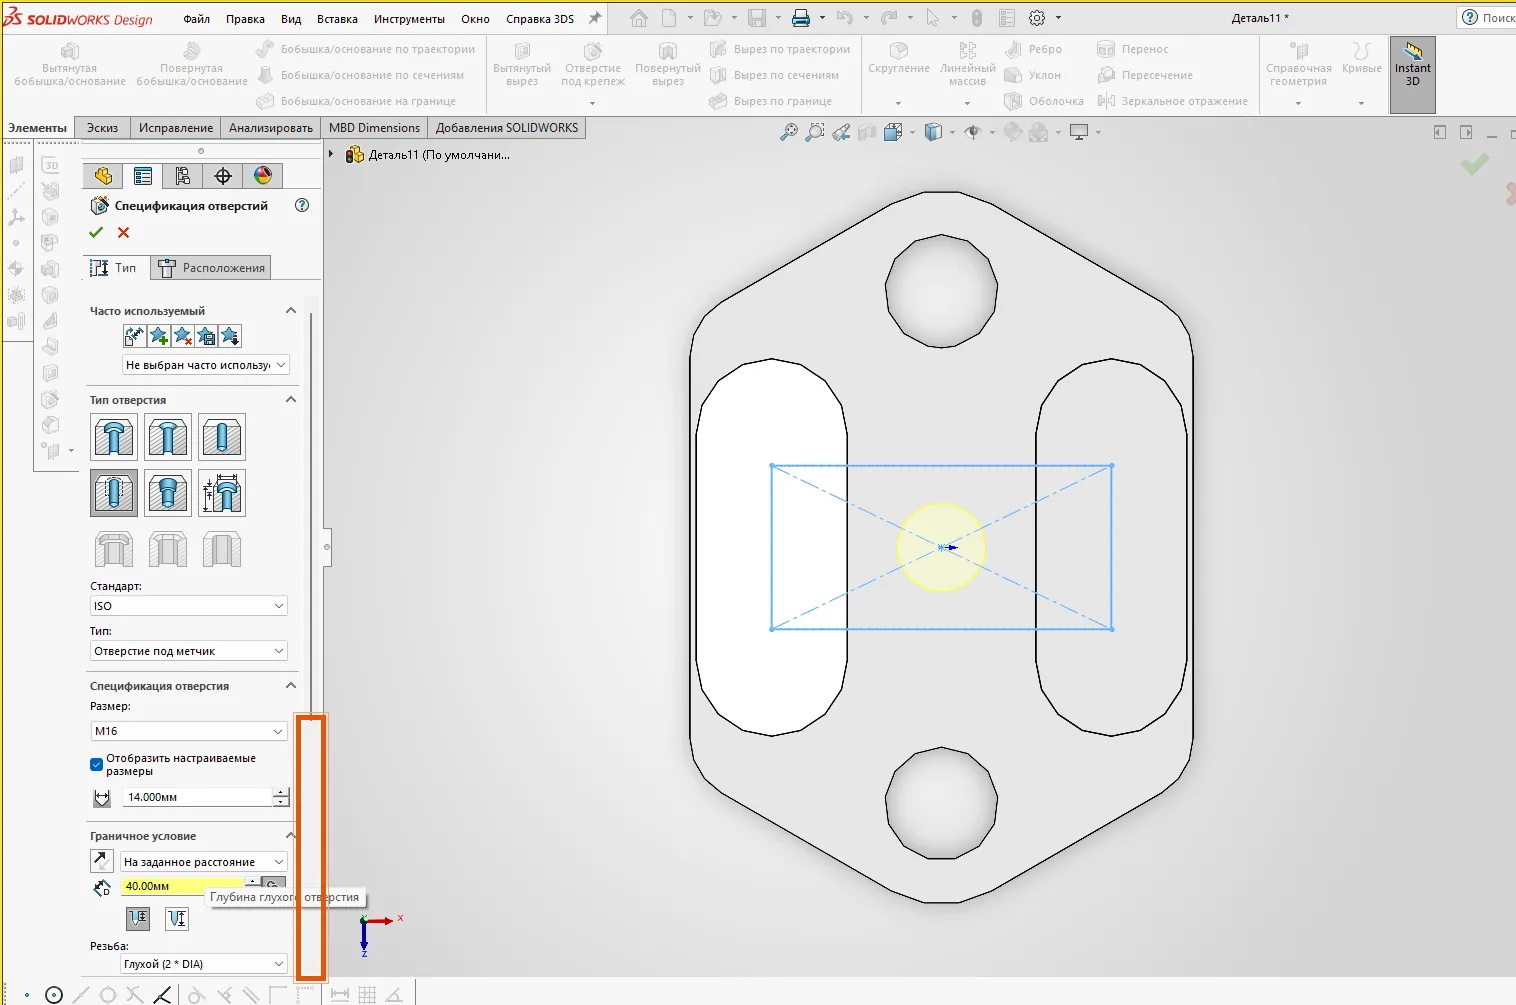 SOLIDWORKS Design
Файл Правка Вид Вставка Инструменты Окно Справка 3DS
Деталь11 *
Поиск
Вытянутая бобышка/основание
Повернутая бобышка/основание
Бобышка/основание по траектории
Бобышка/основание по сечениям
Бобышка/основание на границе
Вытянутый вырез
Отверстие под крепеж
Повернутый вырез
Вырез по траектории
Вырез по сечениям
Вырез по границе
Скругление
Линейный массив
Ребро
Уклон
Оболочка
Перенос
Пересечение
Зеркальное отражение
Справочная геометрия
Кривые
Instant 3D
Элементы Эскиз Исправление Анализировать MBD Dimensions Добавления SOLIDWORKS
Деталь11 (По умолчани...
3D
Спецификация отверстий
Тип Расположения
Часто используемый
Не выбран часто использу
Тип отверстия
Стандарт:
ISO
Тип:
Отверстие под метчик
Спецификация отверстия
Размер:
M16
Отобразить настраиваемые
размеры
14.000мм
Граничное условие
На заданное расстояние
40.00мм
Глубина глухого отверстия
Резьба:
Глухой (2 * DIA)
X
Y
Z